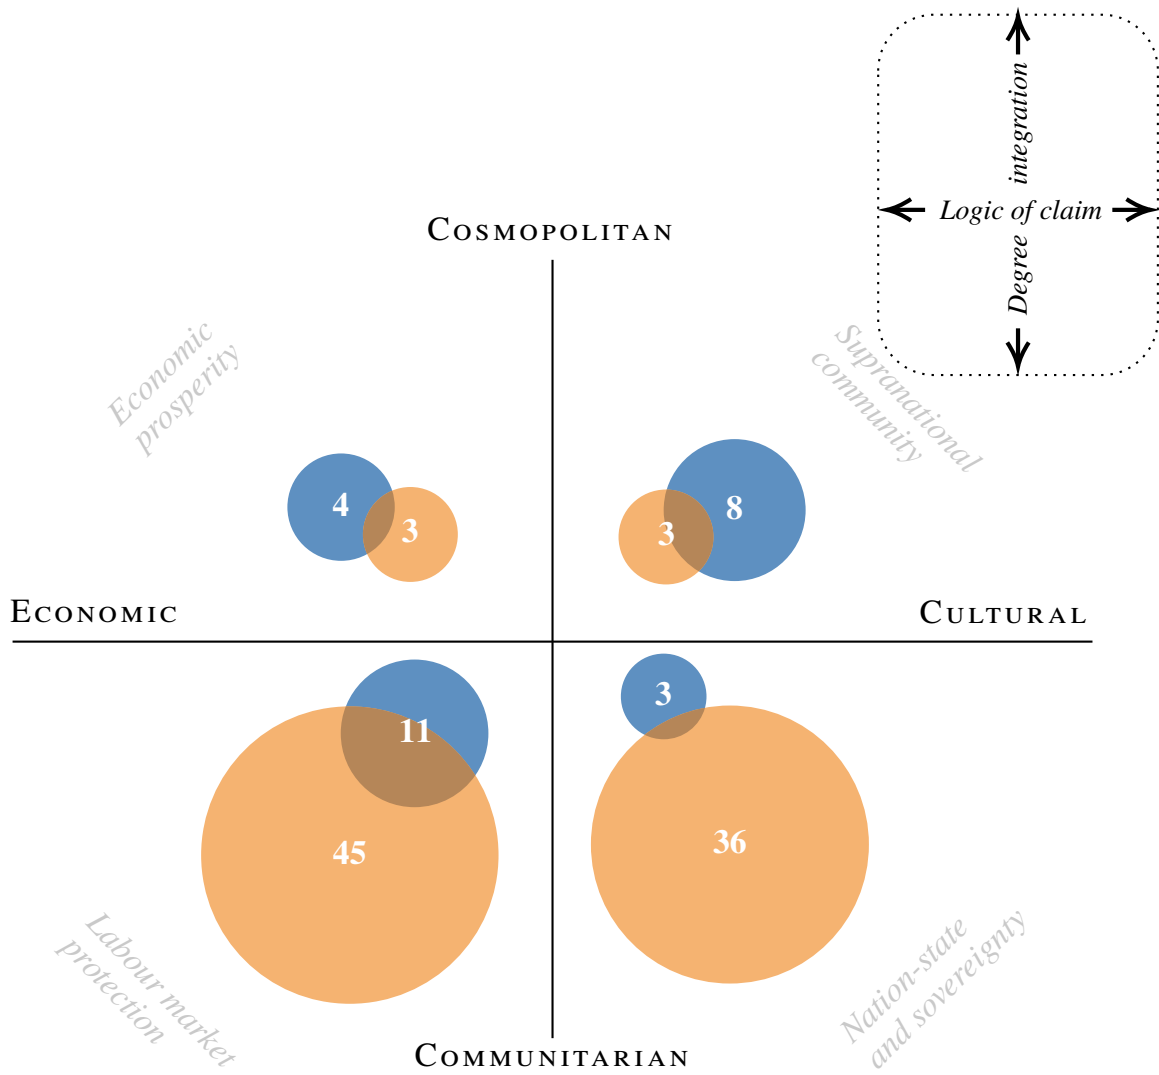 Degree integration
Logic of claim
COSMOPOLITAN
Economic
prosperity
Supranational
community
4
3
3
8
ECONOMIC
CULTURAL
11
3
45
36
Labour market
protection
Nation-state
and sovereignty
COMMUNITARIAN